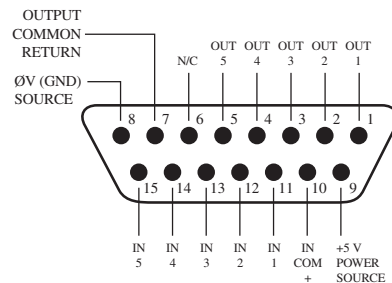 OUTPUT
COMMON
RETURN
ØV (GND)
SOURCE
N/C
OUT
5
OUT
4
OUT
3
OUT
2
OUT
1
8 7 6 5 4 3 2 1
15 14 13 12 11 10 9
IN
5
IN
4
IN
3
IN
2
IN
1
IN
COM
+
+5 V
POWER
SOURCE